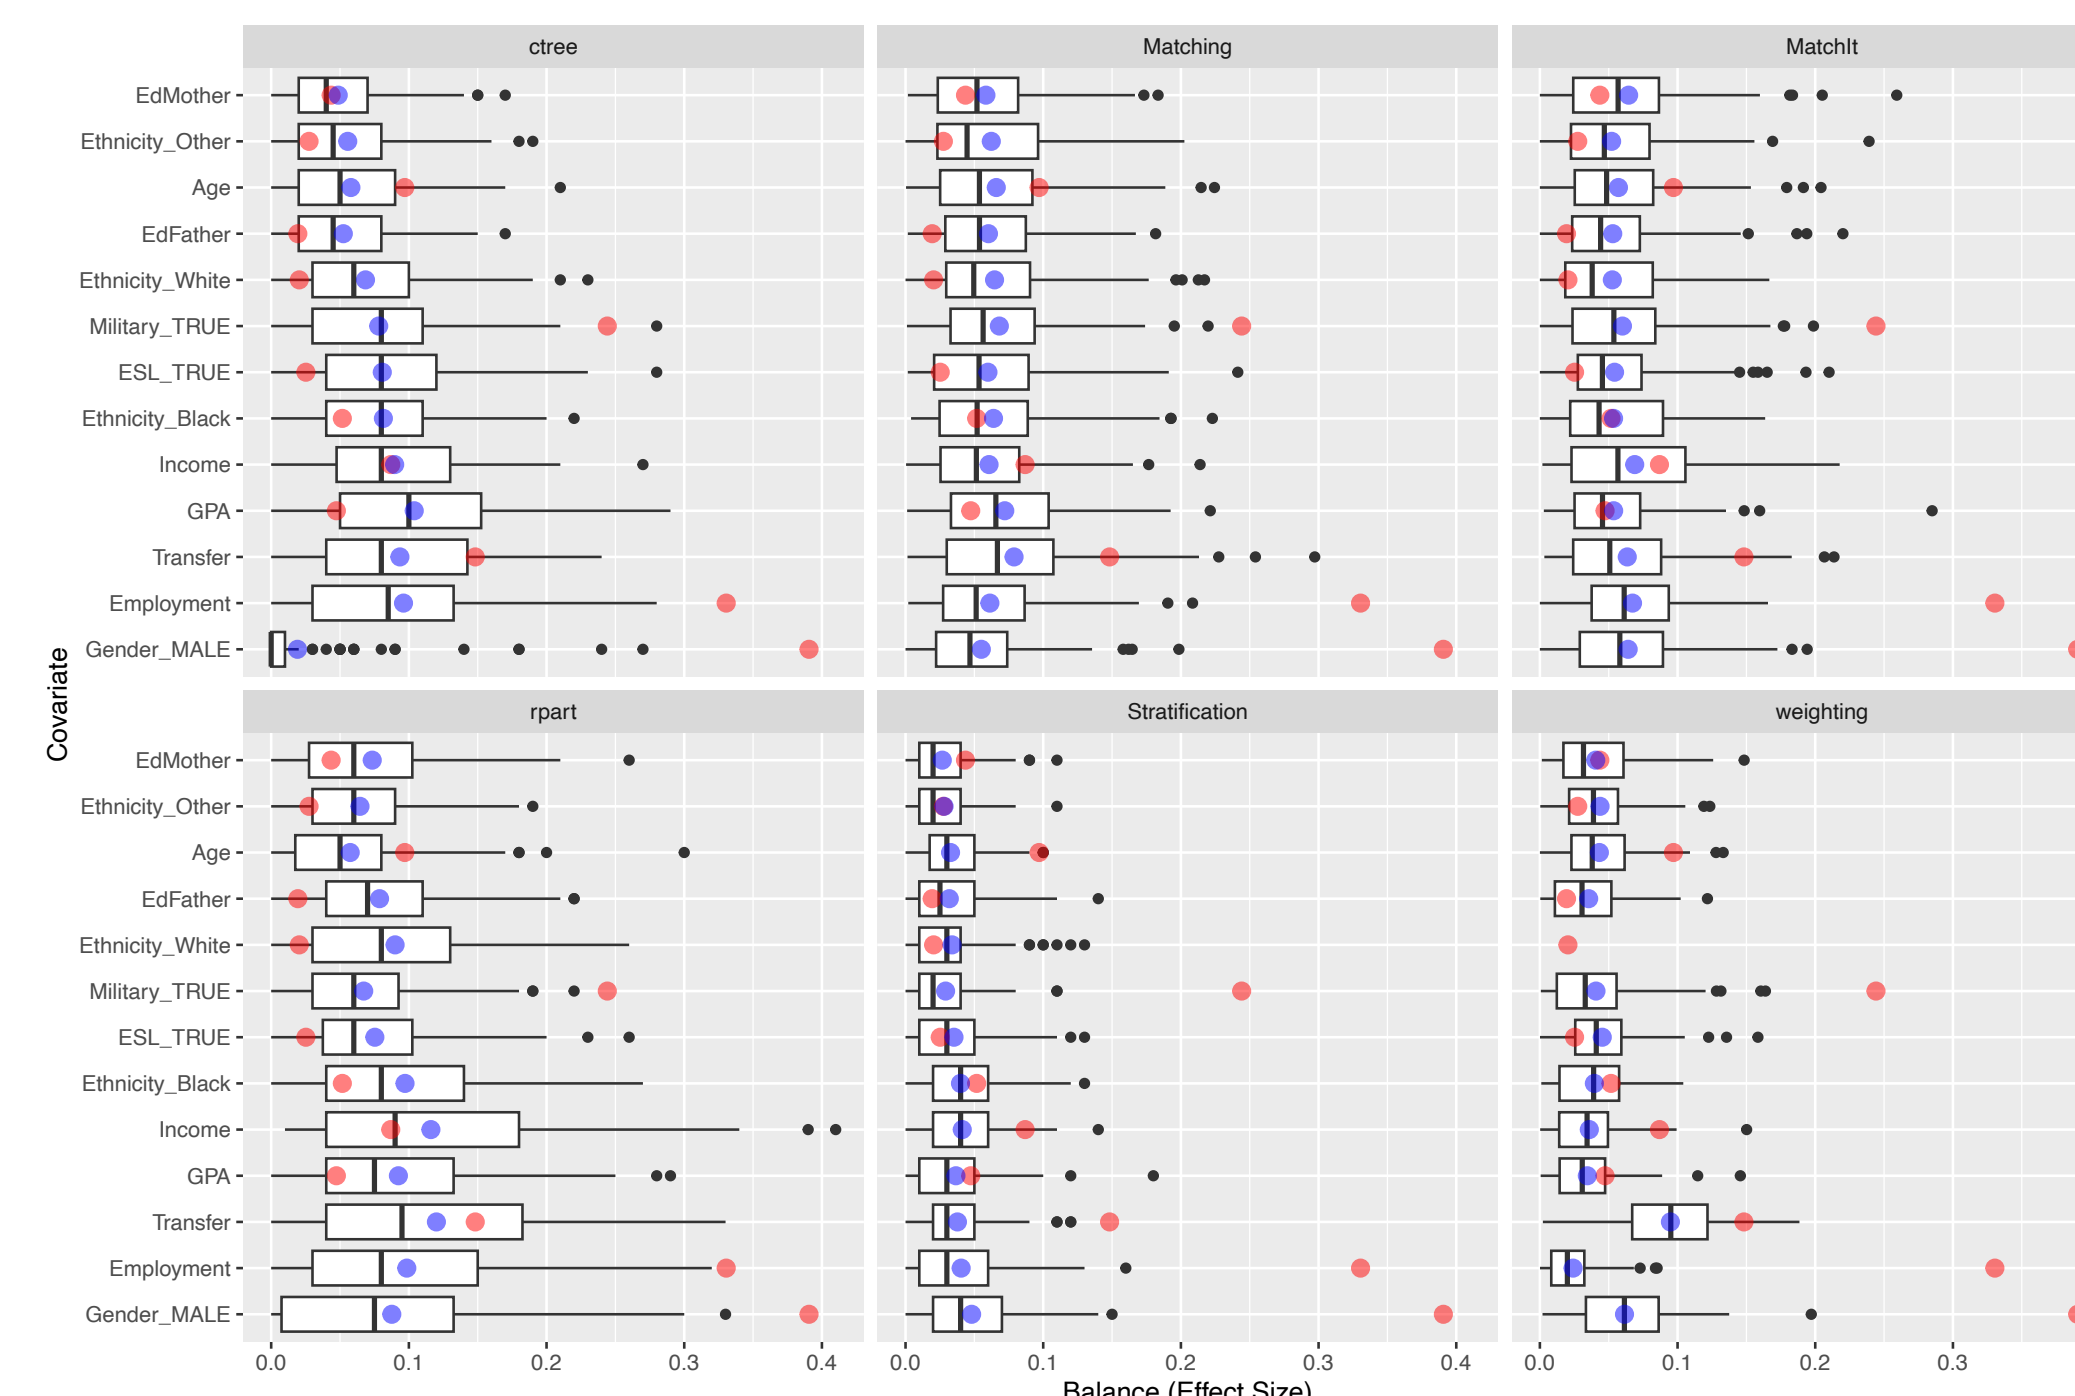 ctree Matching MatchIt
EdMother
Ethnicity_Other
Age
EdFather
Ethnicity_White
Military_TRUE
ESL_TRUE
Ethnicity_Black
Income
GPA
Transfer
Employment
Gender_MALE
Covariate
rpart Stratification weighting
EdMother
Ethnicity_Other
Age
EdFather
Ethnicity_White
Military_TRUE
ESL_TRUE
Ethnicity_Black
Income
GPA
Transfer
Employment
Gender_MALE
0.0 0.1 0.2 0.3 0.4 0.0 0.1 0.2 0.3 0.4 0.0 0.1 0.2 0.3
Balance (Effect Size)